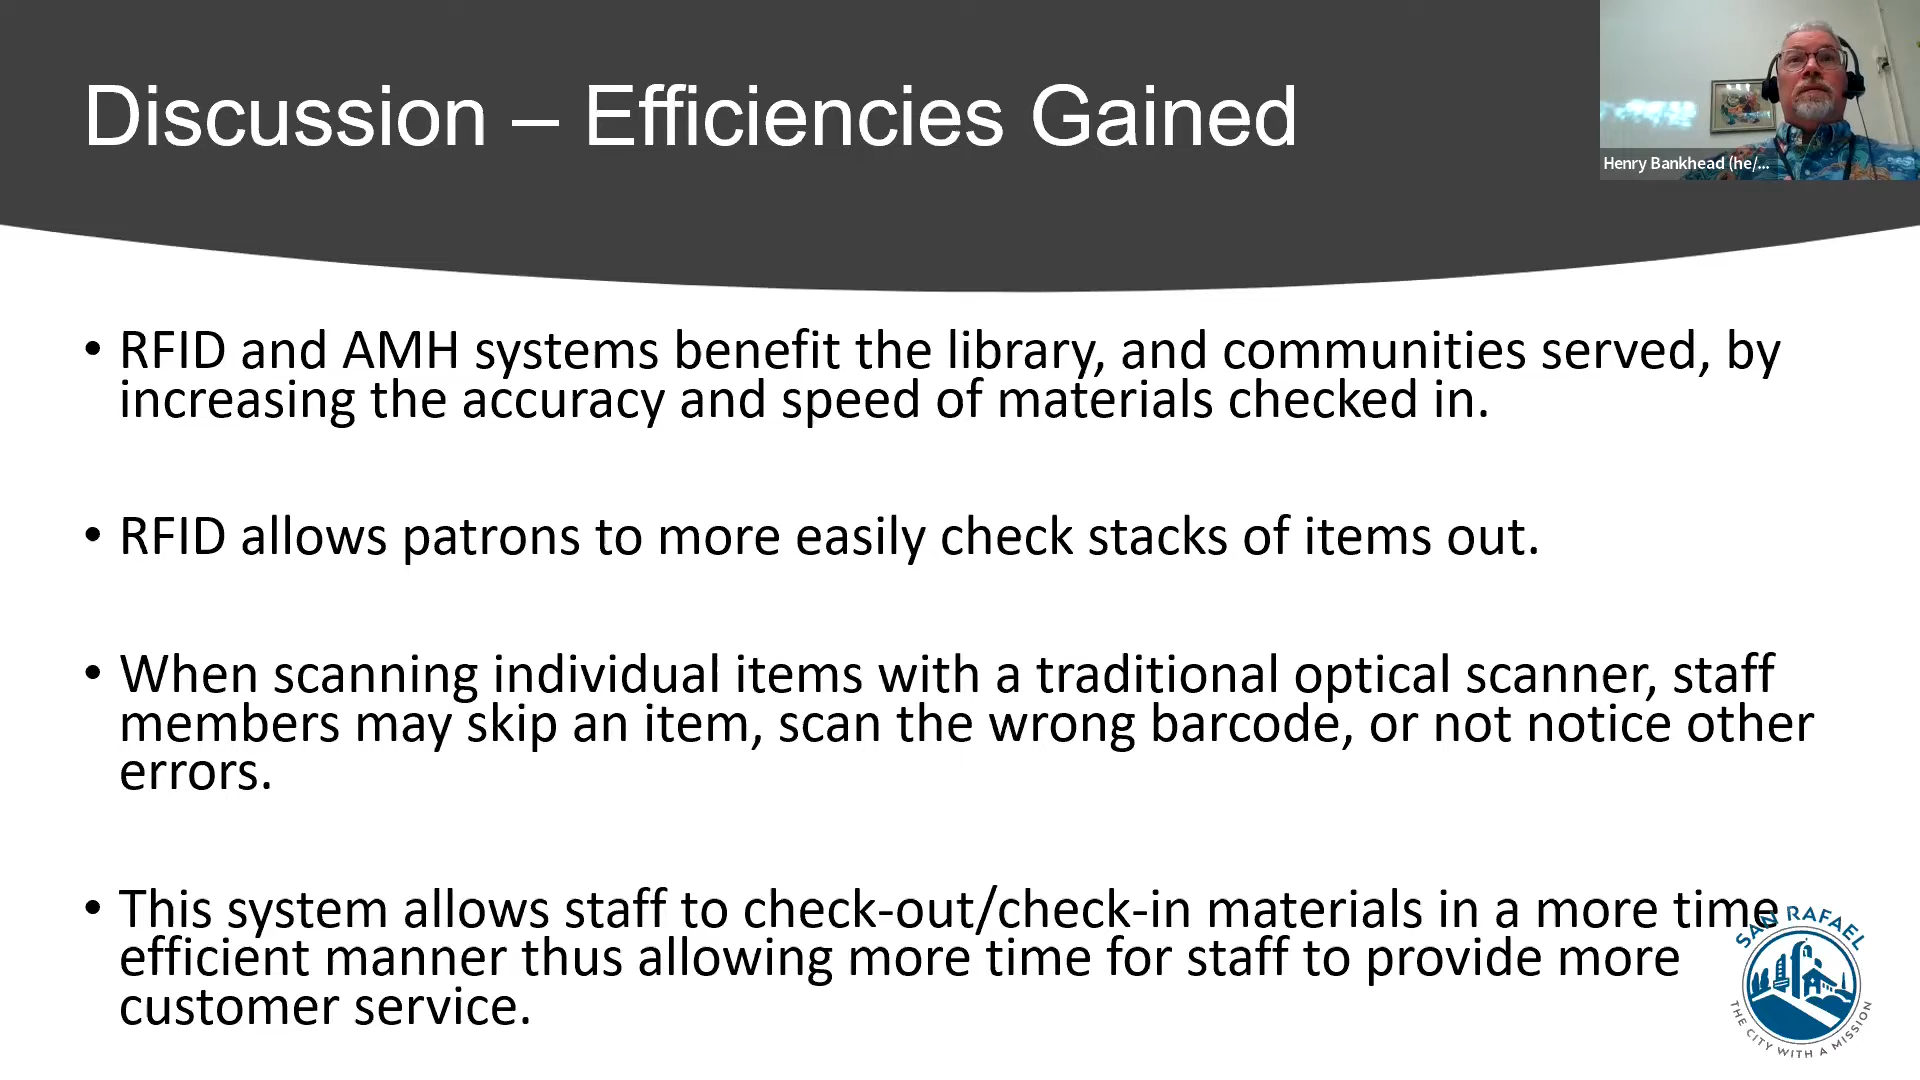 Discussion – Efficiencies Gained
Henry Bankhead (he/...
• RFID and AMH systems benefit the library, and communities served, by
increasing the accuracy and speed of materials checked in.
• RFID allows patrons to more easily check stacks of items out.
• When scanning individual items with a traditional optical scanner, staff
members may skip an item, scan the wrong barcode, or not notice other
errors.
• This system allows staff to check-out/check-in materials in a more time
efficient manner thus allowing more time for staff to provide more
customer service.
SAN RAFAEL
THE CITY WITH A MISSION